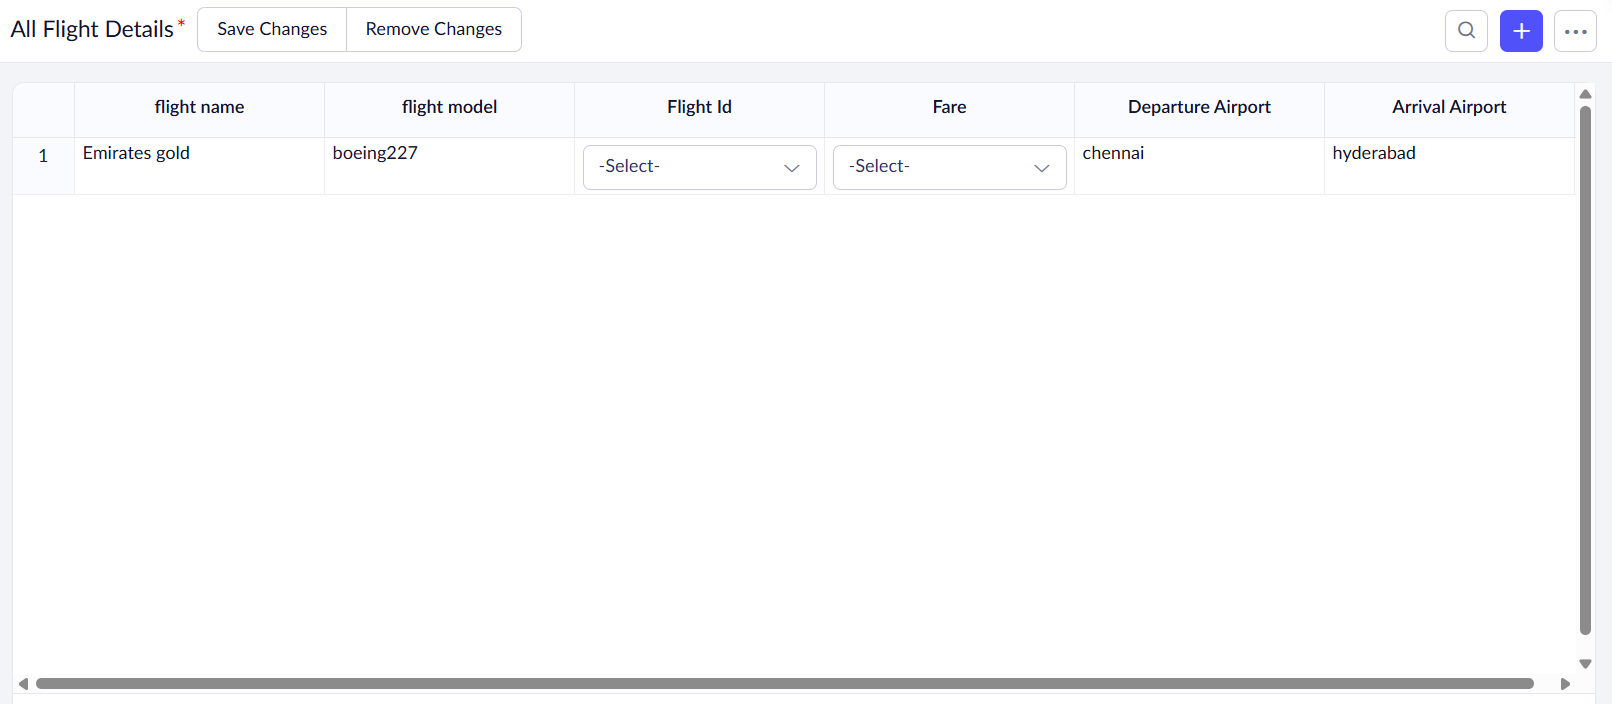 All Flight Details* Save Changes Remove Changes
flight name flight model Flight Id Fare Departure Airport Arrival Airport
1 Emirates gold boeing227 -Select- -Select- chennai hyderabad